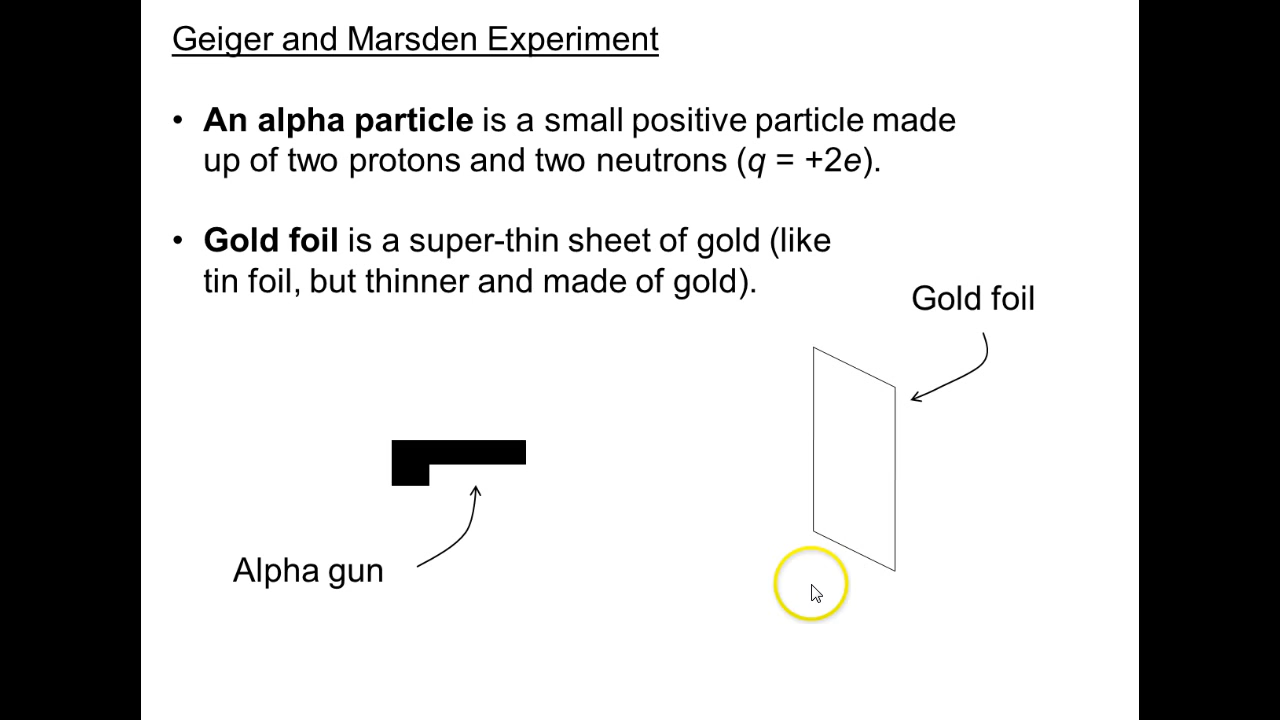 Geiger and Marsden Experiment
• An alpha particle is a small positive particle made
up of two protons and two neutrons (q = +2e).
• Gold foil is a super-thin sheet of gold (like
tin foil, but thinner and made of gold).
Gold foil
Alpha gun